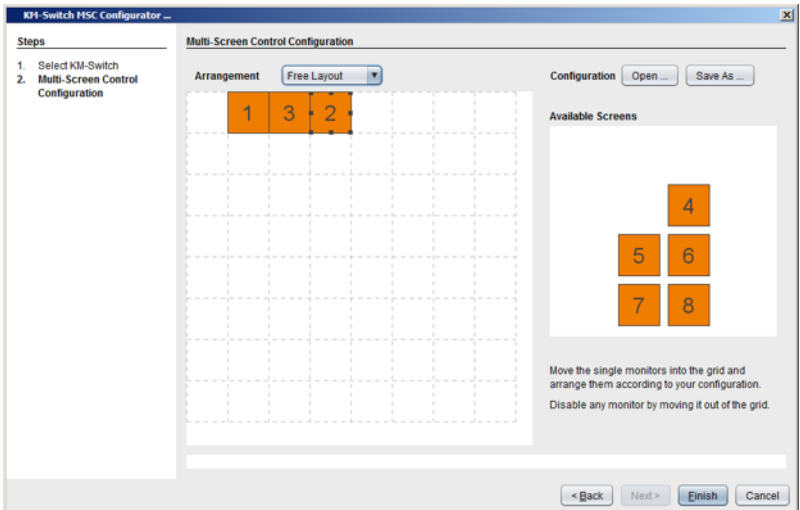 KM-Switch MSC Configurator ...
Steps
1. Select KM-Switch
2. Multi-Screen Control
Configuration
Multi-Screen Control Configuration
Arrangement Free Layout
Configuration Open ... Save As ...
1 3 2
Available Screens
4
5 6
7 8
Move the single monitors into the grid and
arrange them according to your configuration.
Disable any monitor by moving it out of the grid.
< Back Next > Finish Cancel